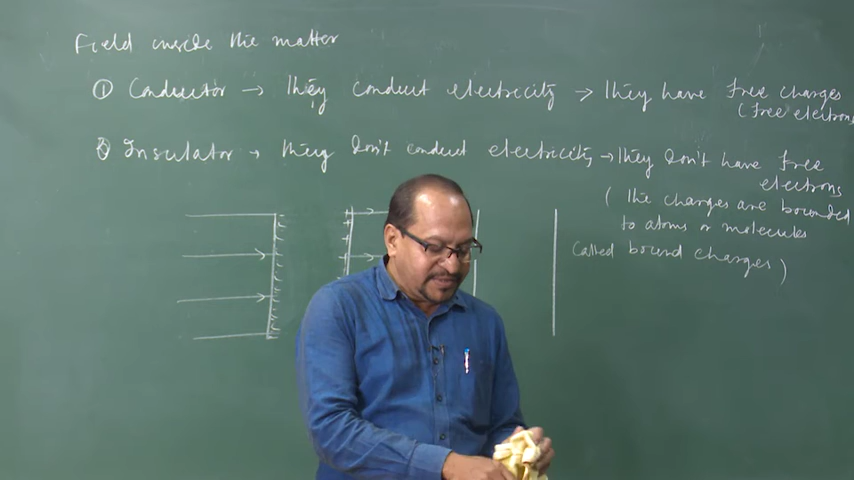 Field inside the matter
① Conductor → They conduct electricity → They have free charges
(Free electrons
② Insulator → They Don't conduct electricity → They Don't have free
electrons
( The charges are bounded
to atoms or molecules
Called bound charges )